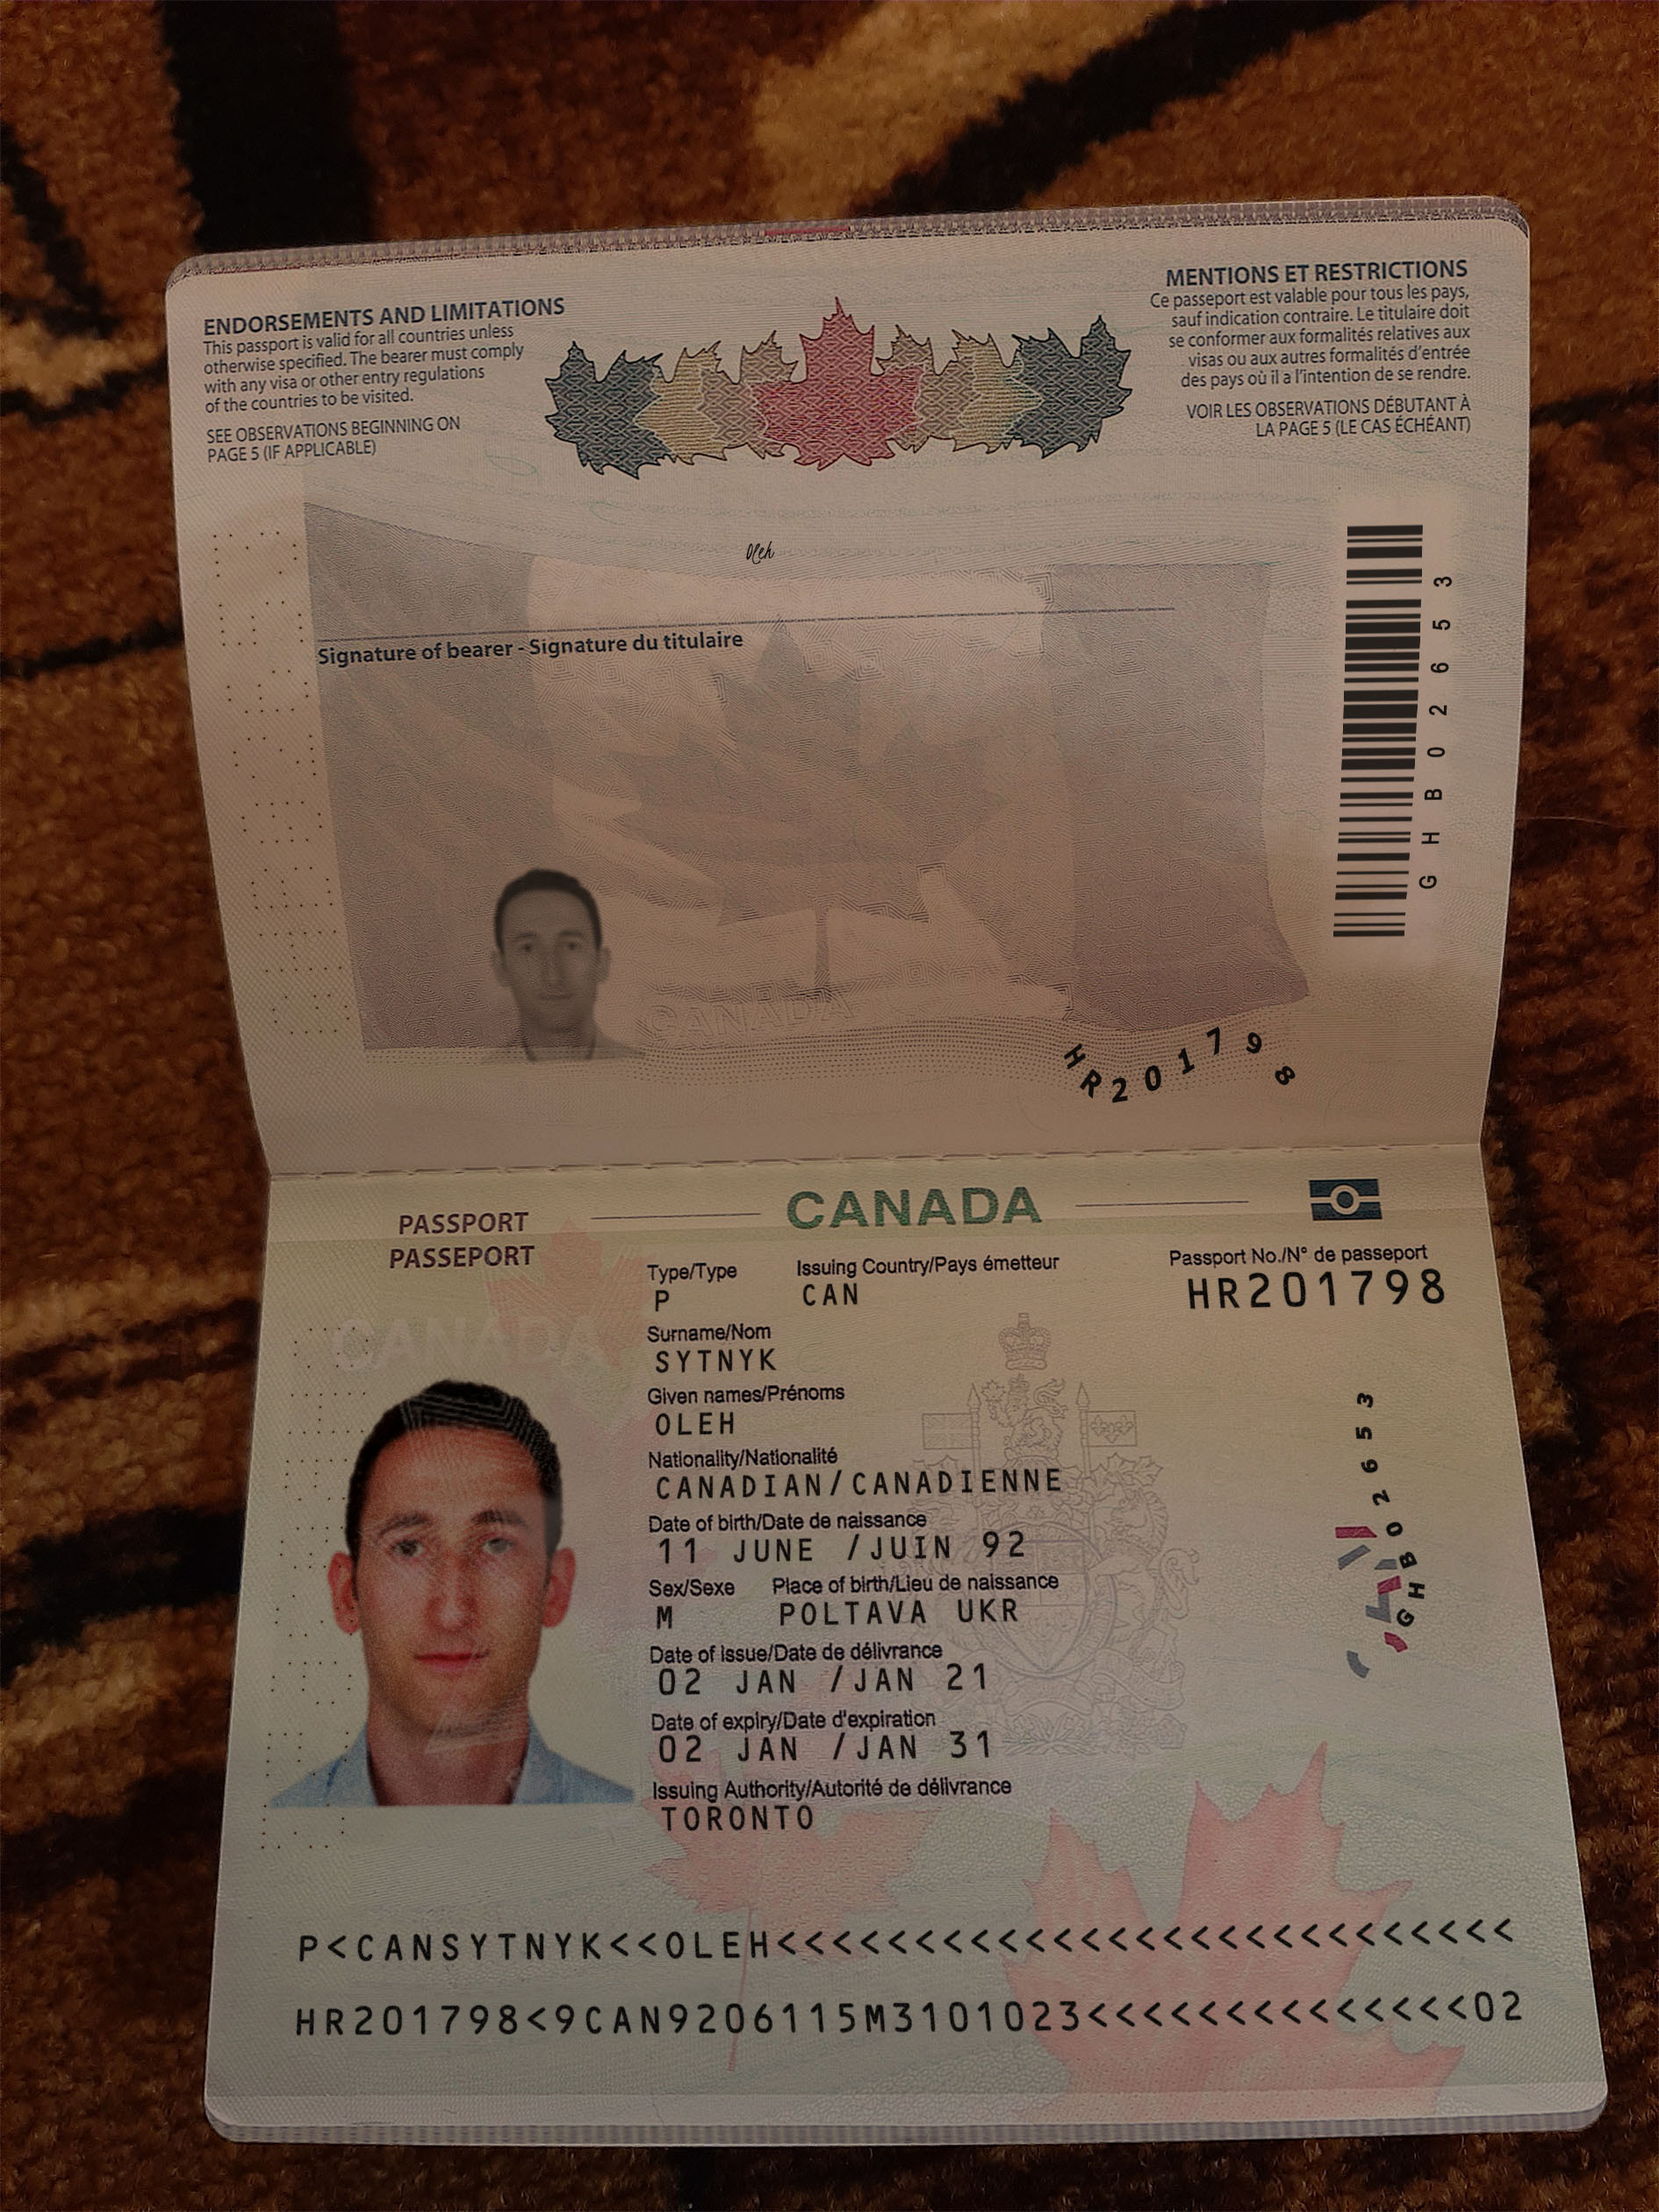 ENDORSEMENTS AND LIMITATIONS
This passport is valid for all countries unless
otherwise specified. The bearer must comply
with any visa or other entry regulations
of the countries to be visited.
SEE OBSERVATIONS BEGINNING ON
PAGE 5 (IF APPLICABLE)
MENTIONS ET RESTRICTIONS
Ce passeport est valable pour tous les pays,
sauf indication contraire. Le titulaire doit
se conformer aux formalités relatives aux
visas ou aux autres formalités d'entrée
des pays où il a l'intention de se rendre.
VOIR LES OBSERVATIONS DÉBUTANT À
LA PAGE 5 (LE CAS ÉCHÉANT)
Oleh
Signature of bearer - Signature du titulaire
GHB02653
CANADA
HR201798
PASSPORT
PASSEPORT
CANADA
Type/Type
P
Issuing Country/Pays émetteur
CAN
Passport No./N° de passeport
HR201798
CANADA
Surname/Nom
SYTNYK
Given names/Prénoms
OLEH
Nationality/Nationalité
CANADIAN/CANADIENNE
Date of birth/Date de naissance
11 JUNE /JUIN 92
Sex/Sexe
M
Place of birth/Lieu de naissance
POLTAVA UKR
Date of issue/Date de délivrance
02 JAN /JAN 21
Date of expiry/Date d'expiration
02 JAN /JAN 31
Issuing Authority/Autorité de délivrance
TORONTO
GHB02653
P<CANSYTNYK<<OLEH<<<<<<<<<<<<<<<<<<<<<<<<<<<
HR201798<9CAN9206115M3101023<<<<<<<<<<<<<<02